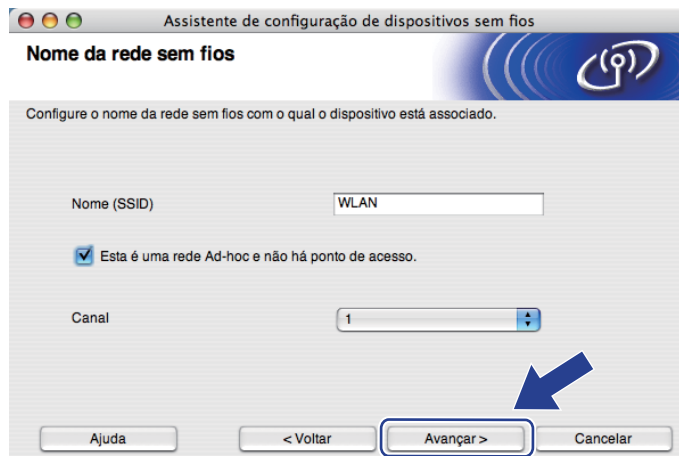 Assistente de configuração de dispositivos sem fios
Nome da rede sem fios
Configure o nome da rede sem fios com o qual o dispositivo está associado.
Nome (SSID) WLAN
Esta é uma rede Ad-hoc e não há ponto de acesso.
Canal 1
Ajuda < Voltar Avançar > Cancelar